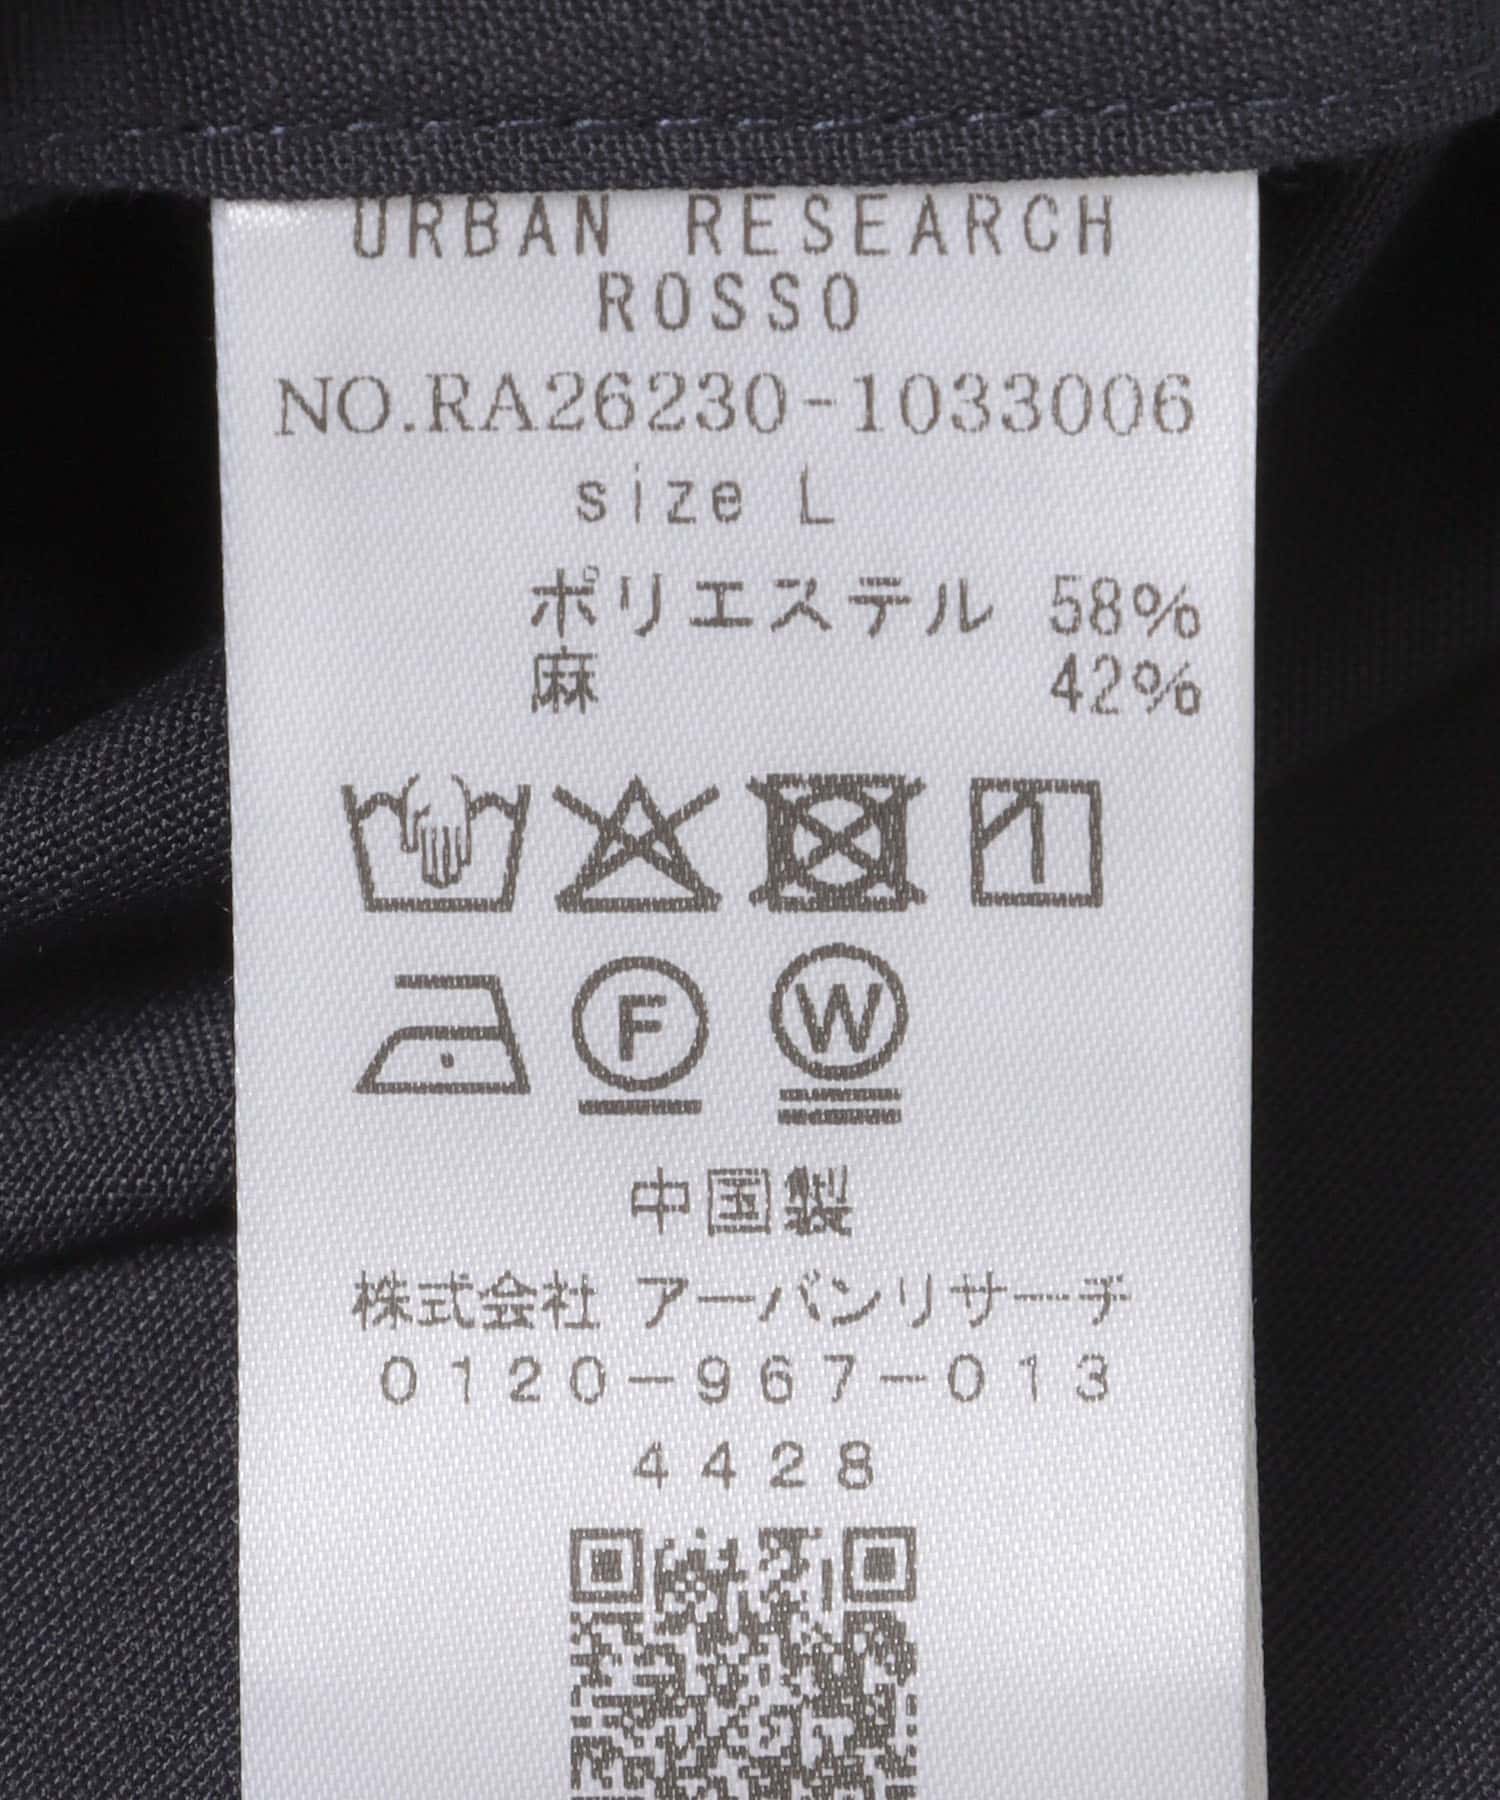 URBAN RESEARCH
ROSSO
NO.RA26230-1033006
size L
ポリエステル 58%
麻 42%
F W
中国製
株式会社 アーバンリサーチ
0120-967-013
4428